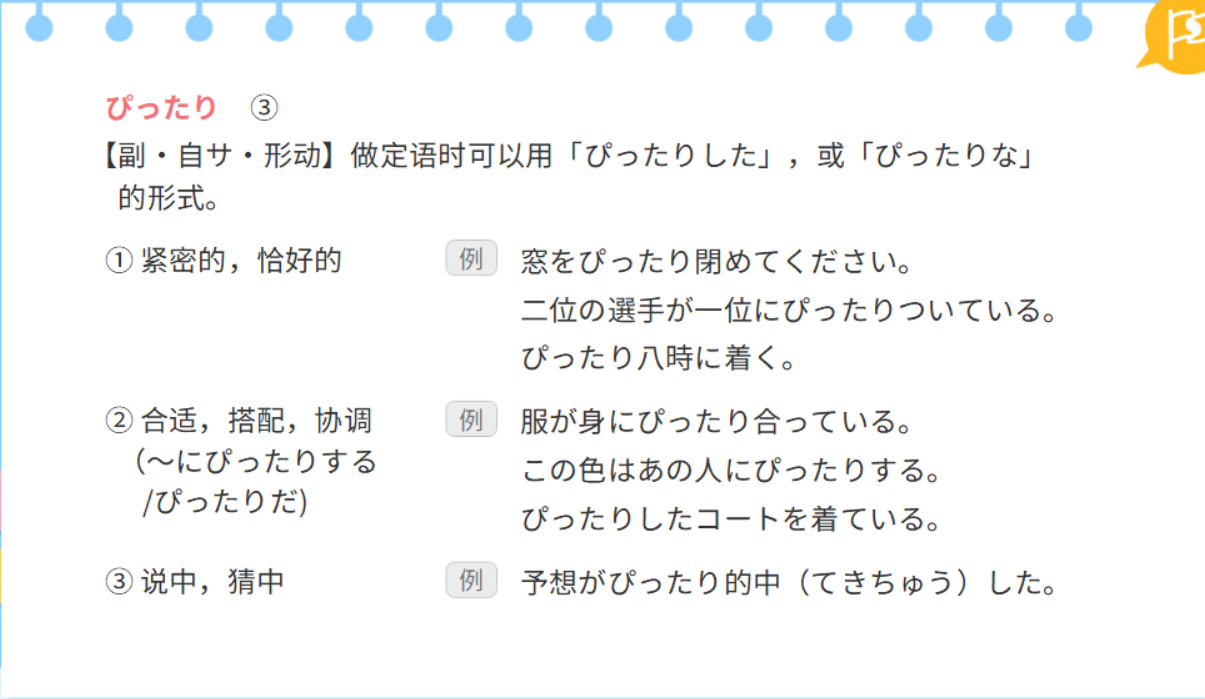 ぴったり ③
【副・自サ・形动】做定语时可以用「ぴったりした」，或「ぴったりな」
的形式。
① 紧密的，恰好的
例 窓をぴったり閉めてください。
二位の選手が一位にぴったりついている。
ぴったり八時に着く。
② 合适，搭配，协调
（～にぴったりする
/ぴったりだ)
例 服が身にぴったり合っている。
この色はあの人にぴったりする。
ぴったりしたコートを着ている。
③ 说中，猜中
例 予想がぴったり的中（てきちゅう）した。